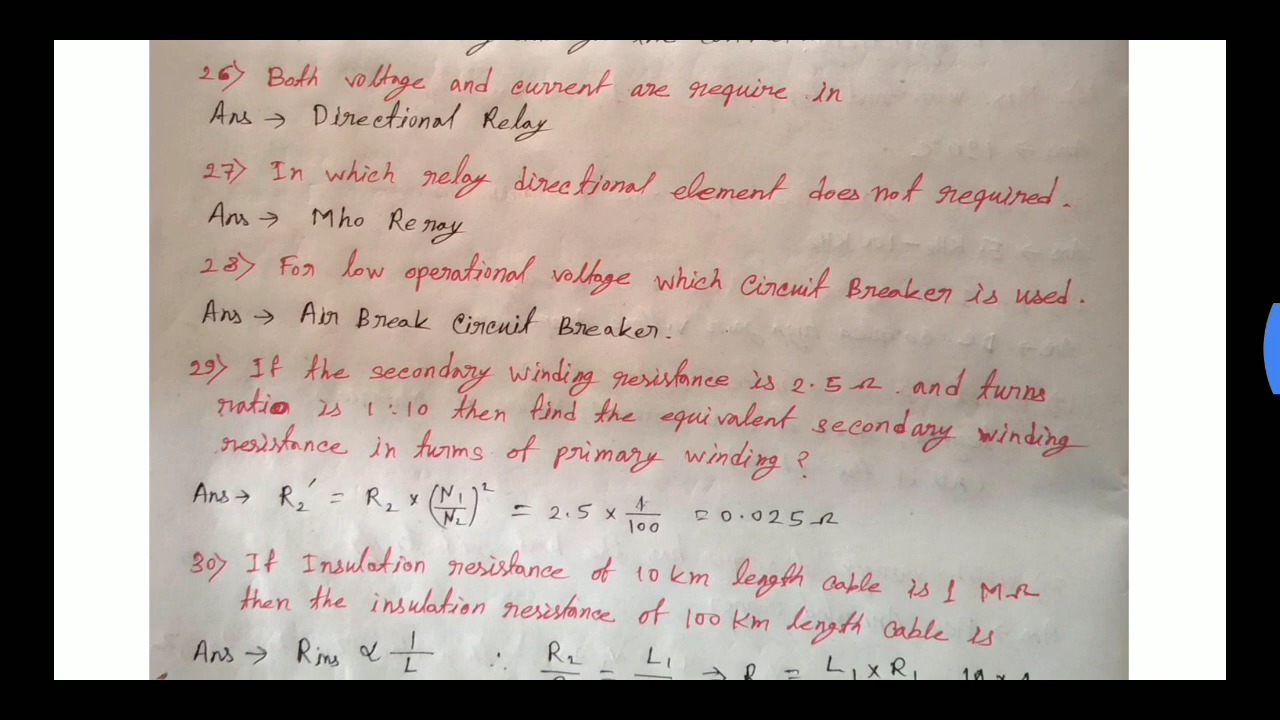 26) Both voltage and current are require in
Ans → Directional Relay
27) In which relay directional element does not required.
Ans → Mho Reray
28) For low operational voltage which Circuit Breaker is used.
Ans → Air Break Circuit Breaker.
29) If the secondary winding resistance is 2.5 Ω. and turns
ratio is 1:10 then find the equivalent secondary winding
resistance in turms of primary winding ?
Ans → R₂′ = R₂ × (N₁/N₂)² = 2.5 × 1/100 = 0.025 Ω
30) If Insulation resistance of 10 km length cable is 1 MΩ
then the insulation resistance of 100 km length cable is
Ans → Rins ∝ 1/L ∴ R₂ = L₁ → = L₁ × R₁